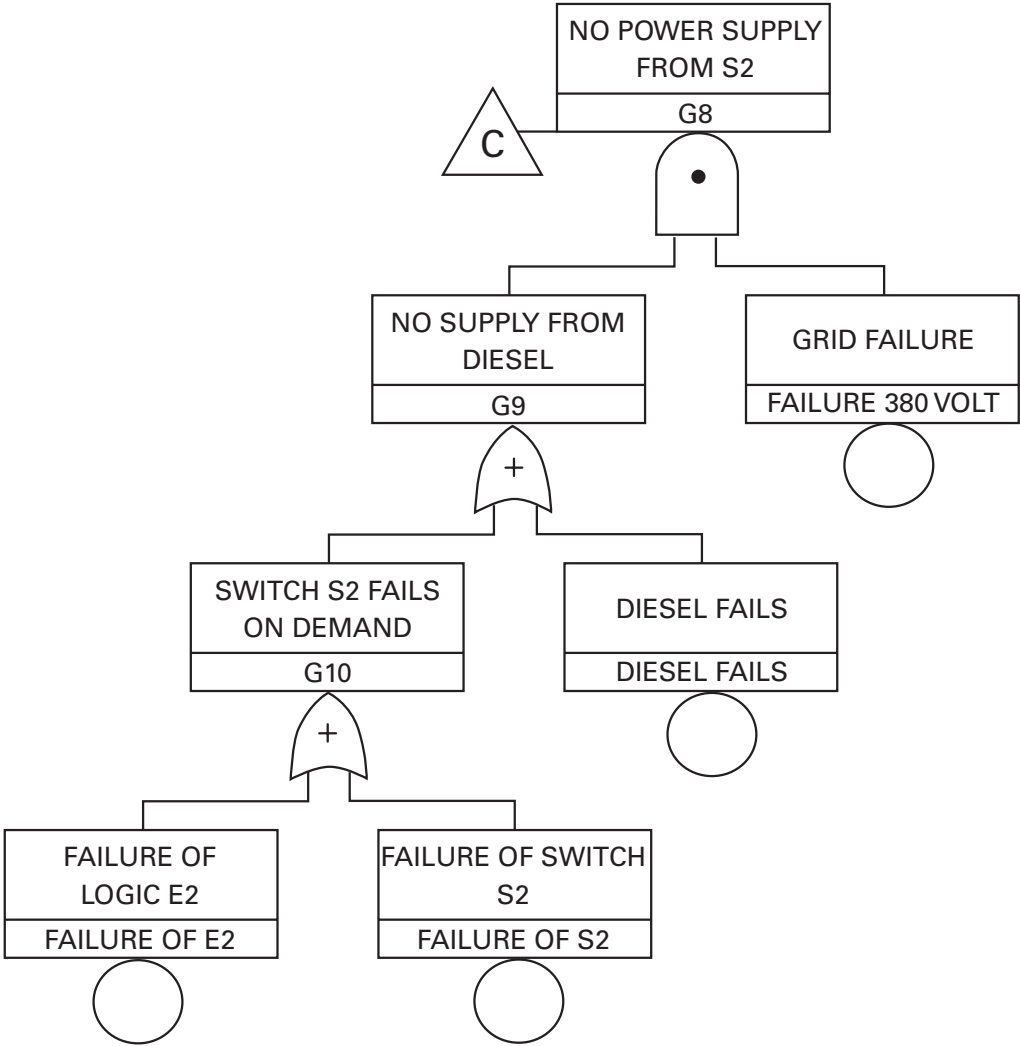 NO POWER SUPPLY
FROM S2
G8
C
NO SUPPLY FROM
DIESEL
G9
GRID FAILURE
FAILURE 380 VOLT
+
SWITCH S2 FAILS
ON DEMAND
G10
DIESEL FAILS
DIESEL FAILS
+
FAILURE OF
LOGIC E2
FAILURE OF E2
FAILURE OF SWITCH
S2
FAILURE OF S2